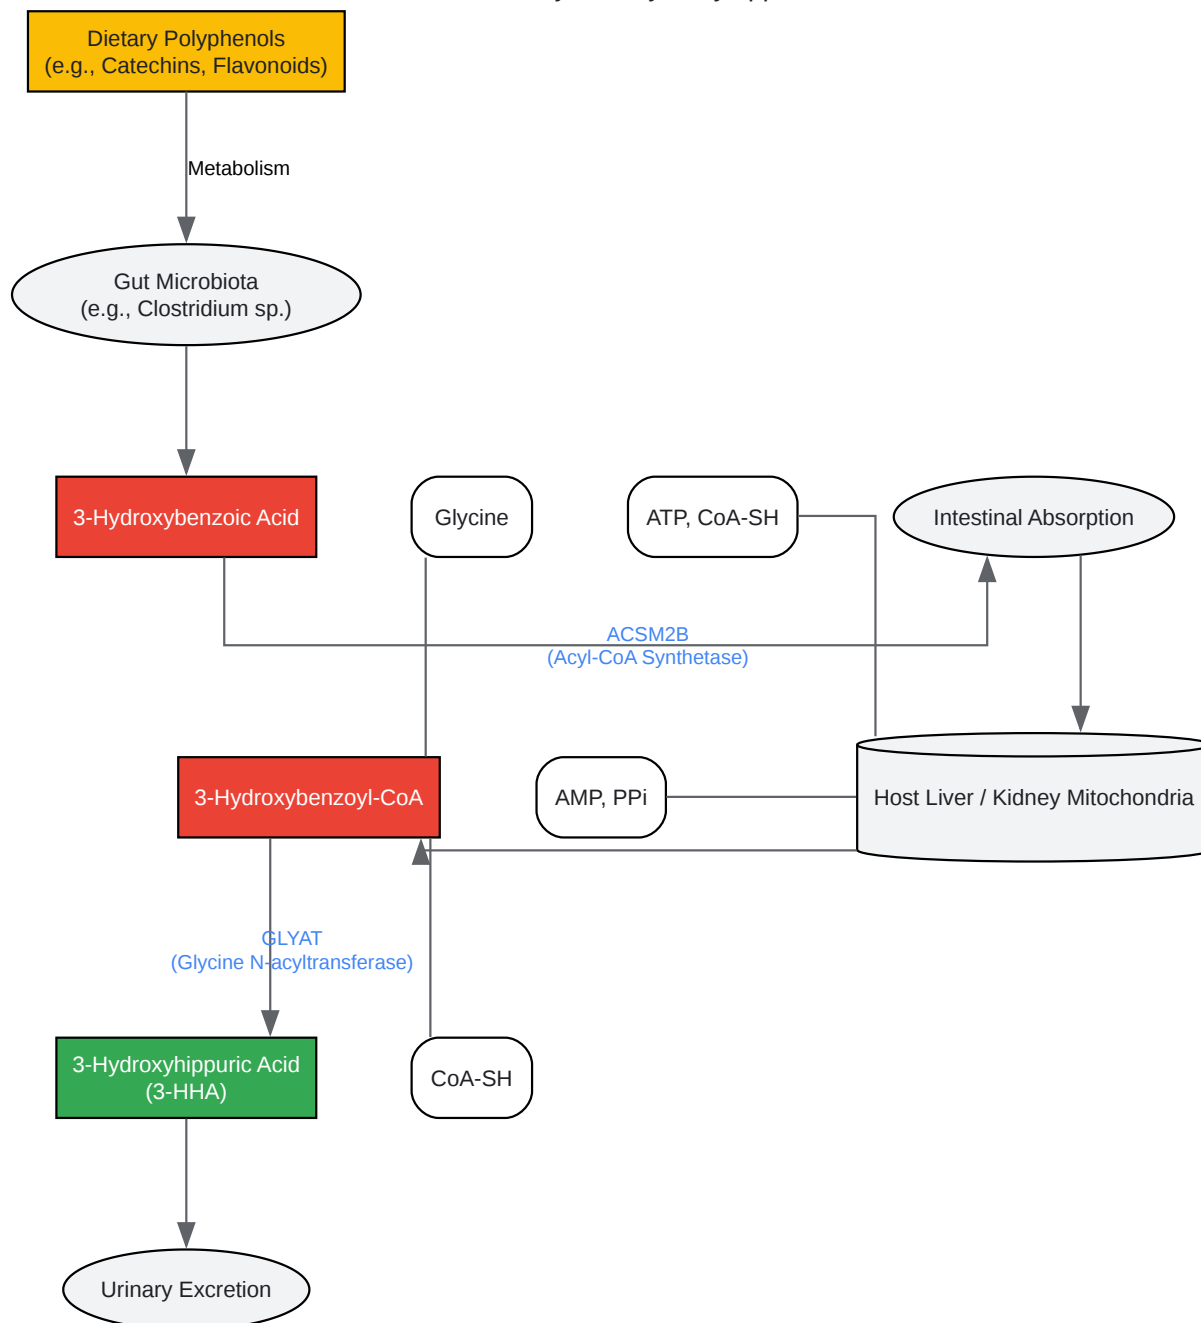 Dietary Polyphenols
(e.g., Catechins, Flavonoids)
Metabolism
Gut Microbiota
(e.g., Clostridium sp.)
3-Hydroxybenzoic Acid
Glycine
ATP, CoA-SH
Intestinal Absorption
ACSM2B
(Acyl-CoA Synthetase)
3-Hydroxybenzoyl-CoA
AMP, PPi
Host Liver / Kidney Mitochondria
GLYAT
(Glycine N-acyltransferase)
3-Hydroxyhippuric Acid
(3-HHA)
CoA-SH
Urinary Excretion